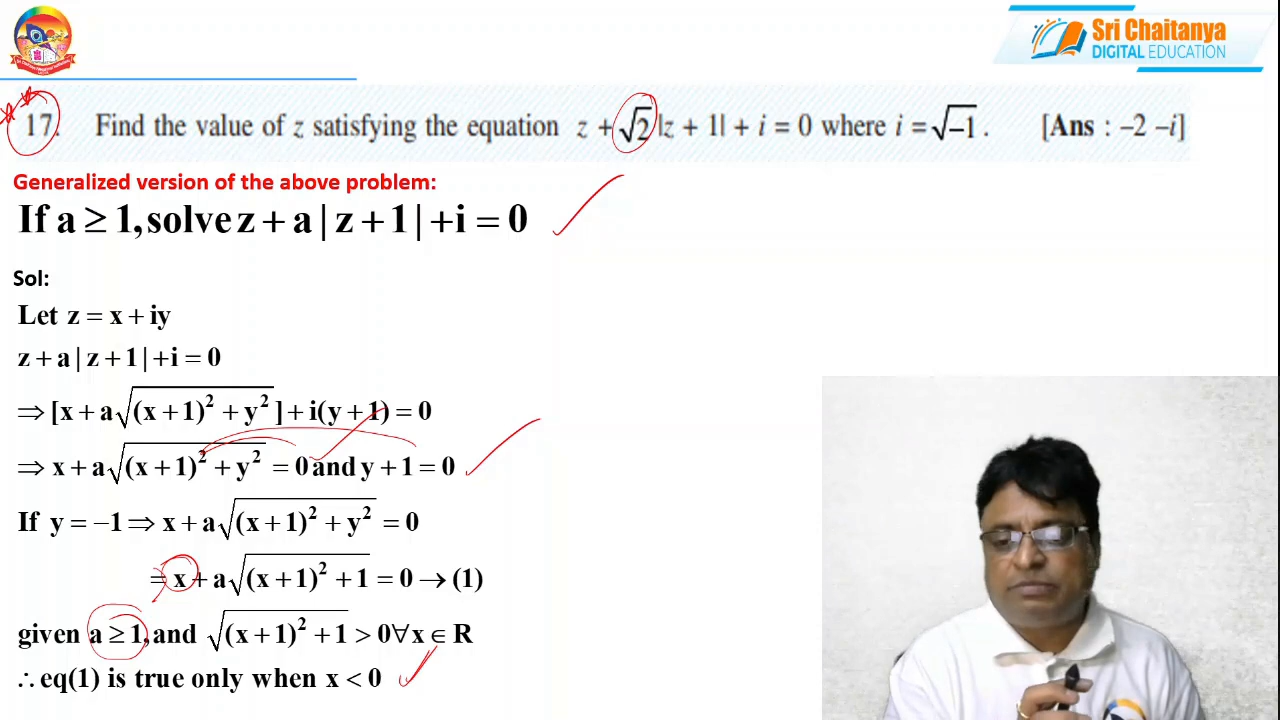 Sri Chaitanya
DIGITAL EDUCATION
17. Find the value of z satisfying the equation z + √2 |z + 1| + i = 0 where i = √−1 . [Ans : −2 −i]
Generalized version of the above problem:
If a ≥ 1, solve z + a | z + 1 | + i = 0
Sol:
Let z = x + iy
z + a | z + 1 | + i = 0
⇒ [x + a√((x + 1)² + y²)] + i(y + 1) = 0
⇒ x + a√((x + 1)² + y²) = 0 and y + 1 = 0
If y = −1 ⇒ x + a√((x + 1)² + y²) = 0
= x + a√((x + 1)² + 1) = 0 → (1)
given a ≥ 1, and √((x + 1)² + 1) > 0 ∀ x ∈ R
∴ eq(1) is true only when x < 0